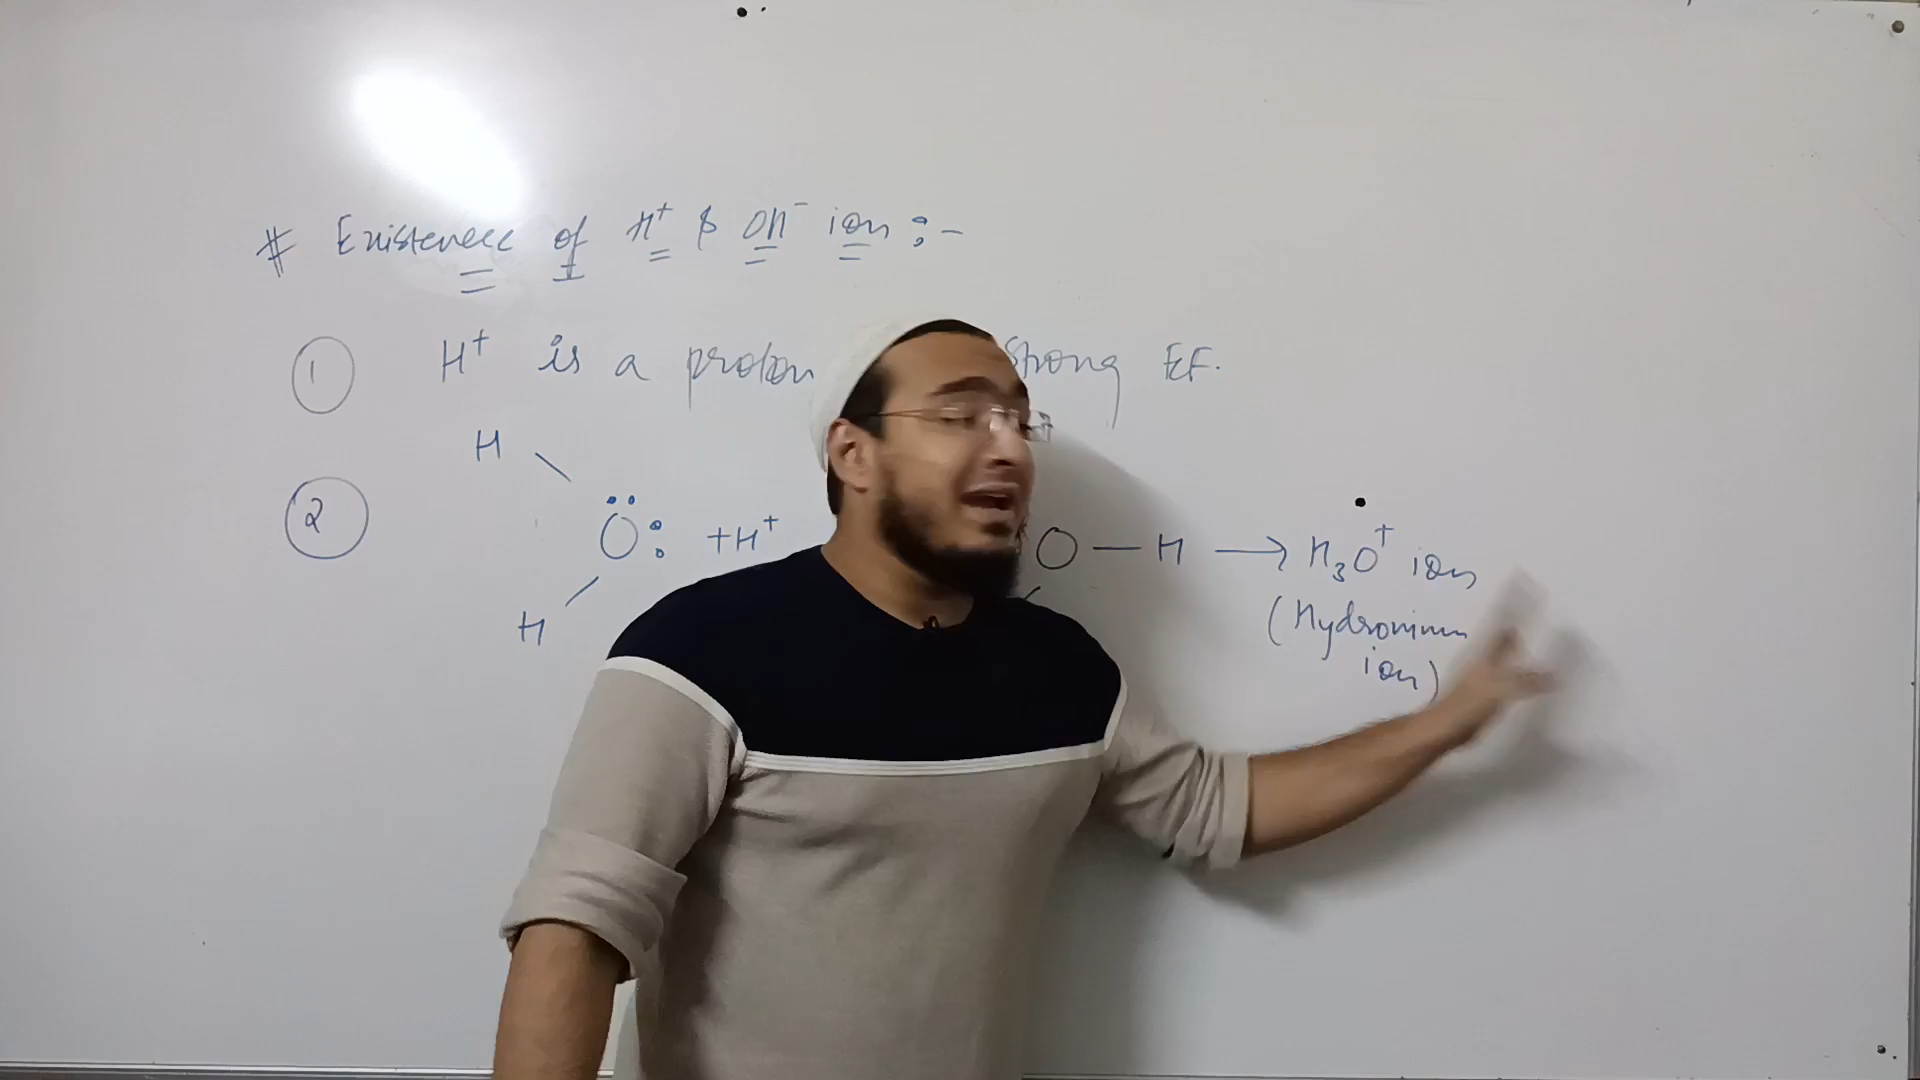 # Existence of H⁺ & OH⁻ ion :-
① H⁺ is a proton strong EF.
H
② O +H⁺ O — H → H₃O⁺ ion
H (Hydronium
ion)